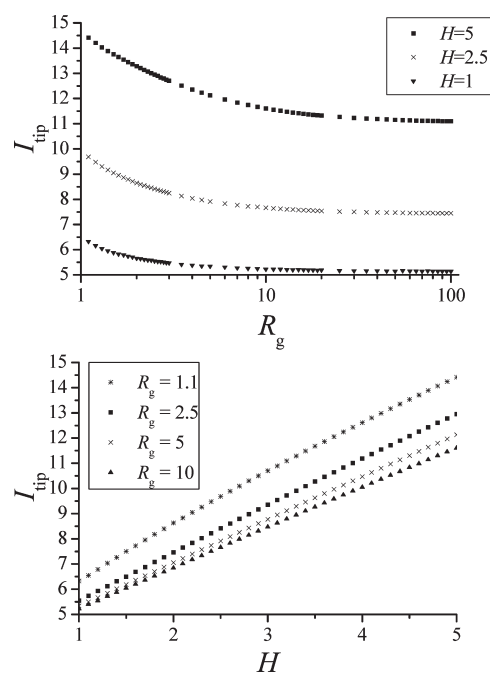 15
14
13
12
11
10
9
8
7
6
5
I_tip
■ H=5
× H=2.5
▼ H=1
1 10 100
R_g
15
14
13
12
11
10
9
8
7
6
5
I_tip
✳ R_g = 1.1
■ R_g = 2.5
× R_g = 5
▲ R_g = 10
1 2 3 4 5
H